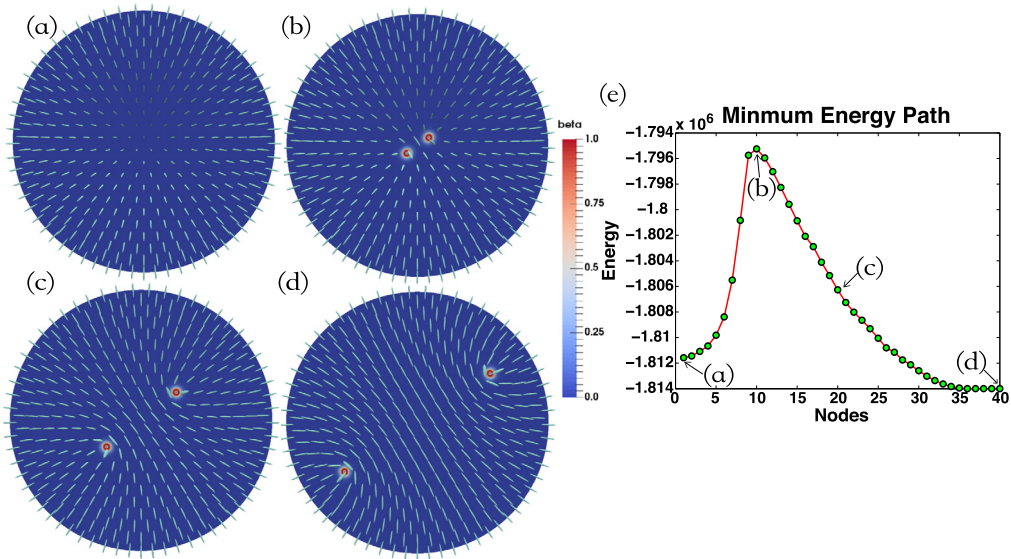 (a)
(b)
(c)
(d)
beta
1.0
0.75
0.5
0.25
0.0
(e)
Minmum Energy Path
x 10^6
−1.794
−1.796
−1.798
−1.8
−1.802
−1.804
−1.806
−1.808
−1.81
−1.812
−1.814
Energy
(b)
(c)
(a)
(d)
0 5 10 15 20 25 30 35 40
Nodes